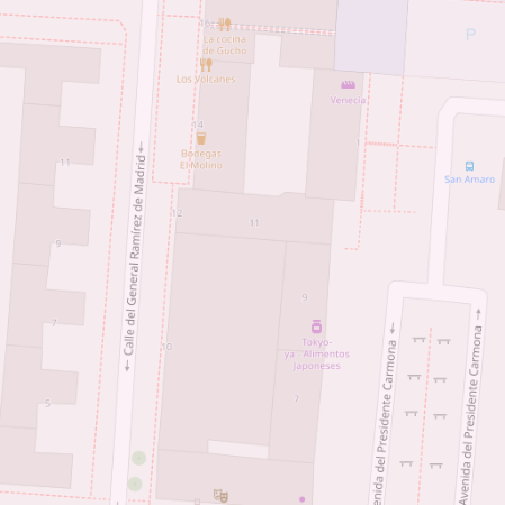 La cocina
de Gucho
Los Volcanes
P
Venecia
14
Bodegas
El Molino
San Amaro
11
12
11
9
Calle del General Ramírez de Madrid
9
7
Tokyo-
ya · Alimentos
Japoneses
10
7
5
Avenida del Presidente Carmona
enida del Presidente Carmona